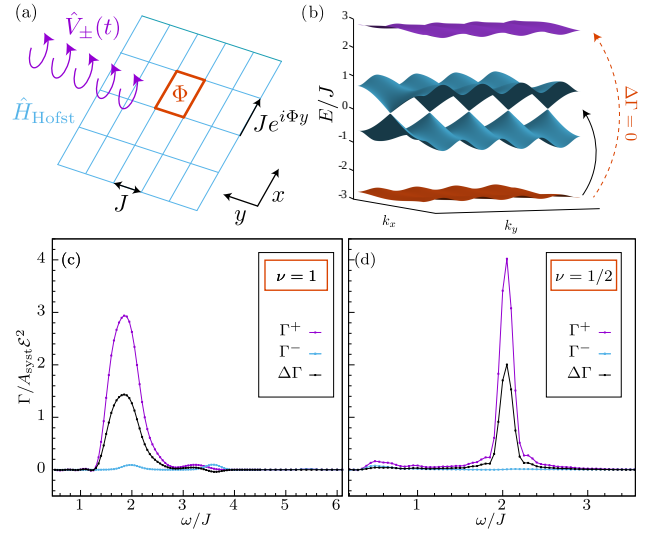 (a)
V̂±(t)
Ĥ_Hofst
Φ
Je^{iΦy}
J
y
x
(b)
E/J
3
2
1
0
-1
-2
-3
k_x
k_y
ΔΓ = 0
(c)
ν = 1
Γ⁺
Γ⁻
ΔΓ
Γ/A_syst ℰ²
4
3
2
1
0
1 2 3 4 5 6
ω/J
(d)
ν = 1/2
Γ⁺
Γ⁻
ΔΓ
1 2 3
ω/J